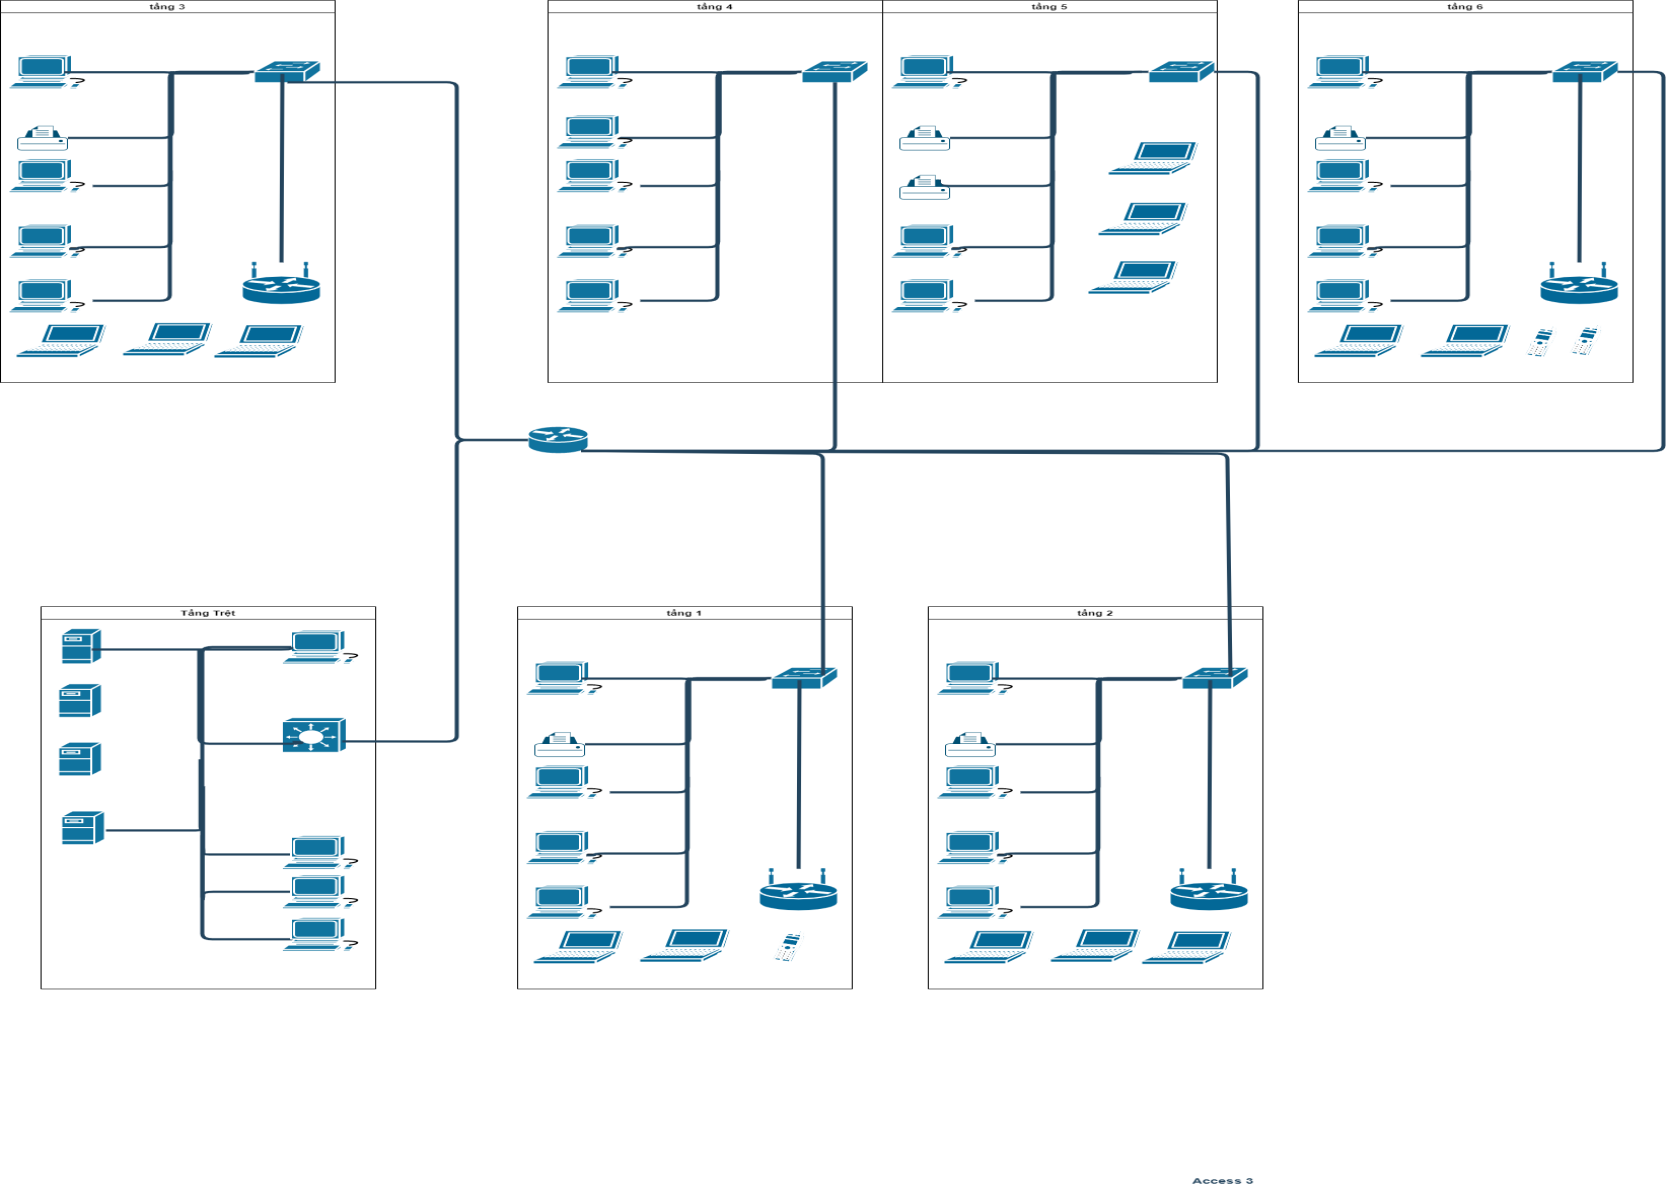 tầng 3
tầng 4
tầng 5
tầng 6
Tầng Trệt
tầng 1
tầng 2
Access 3